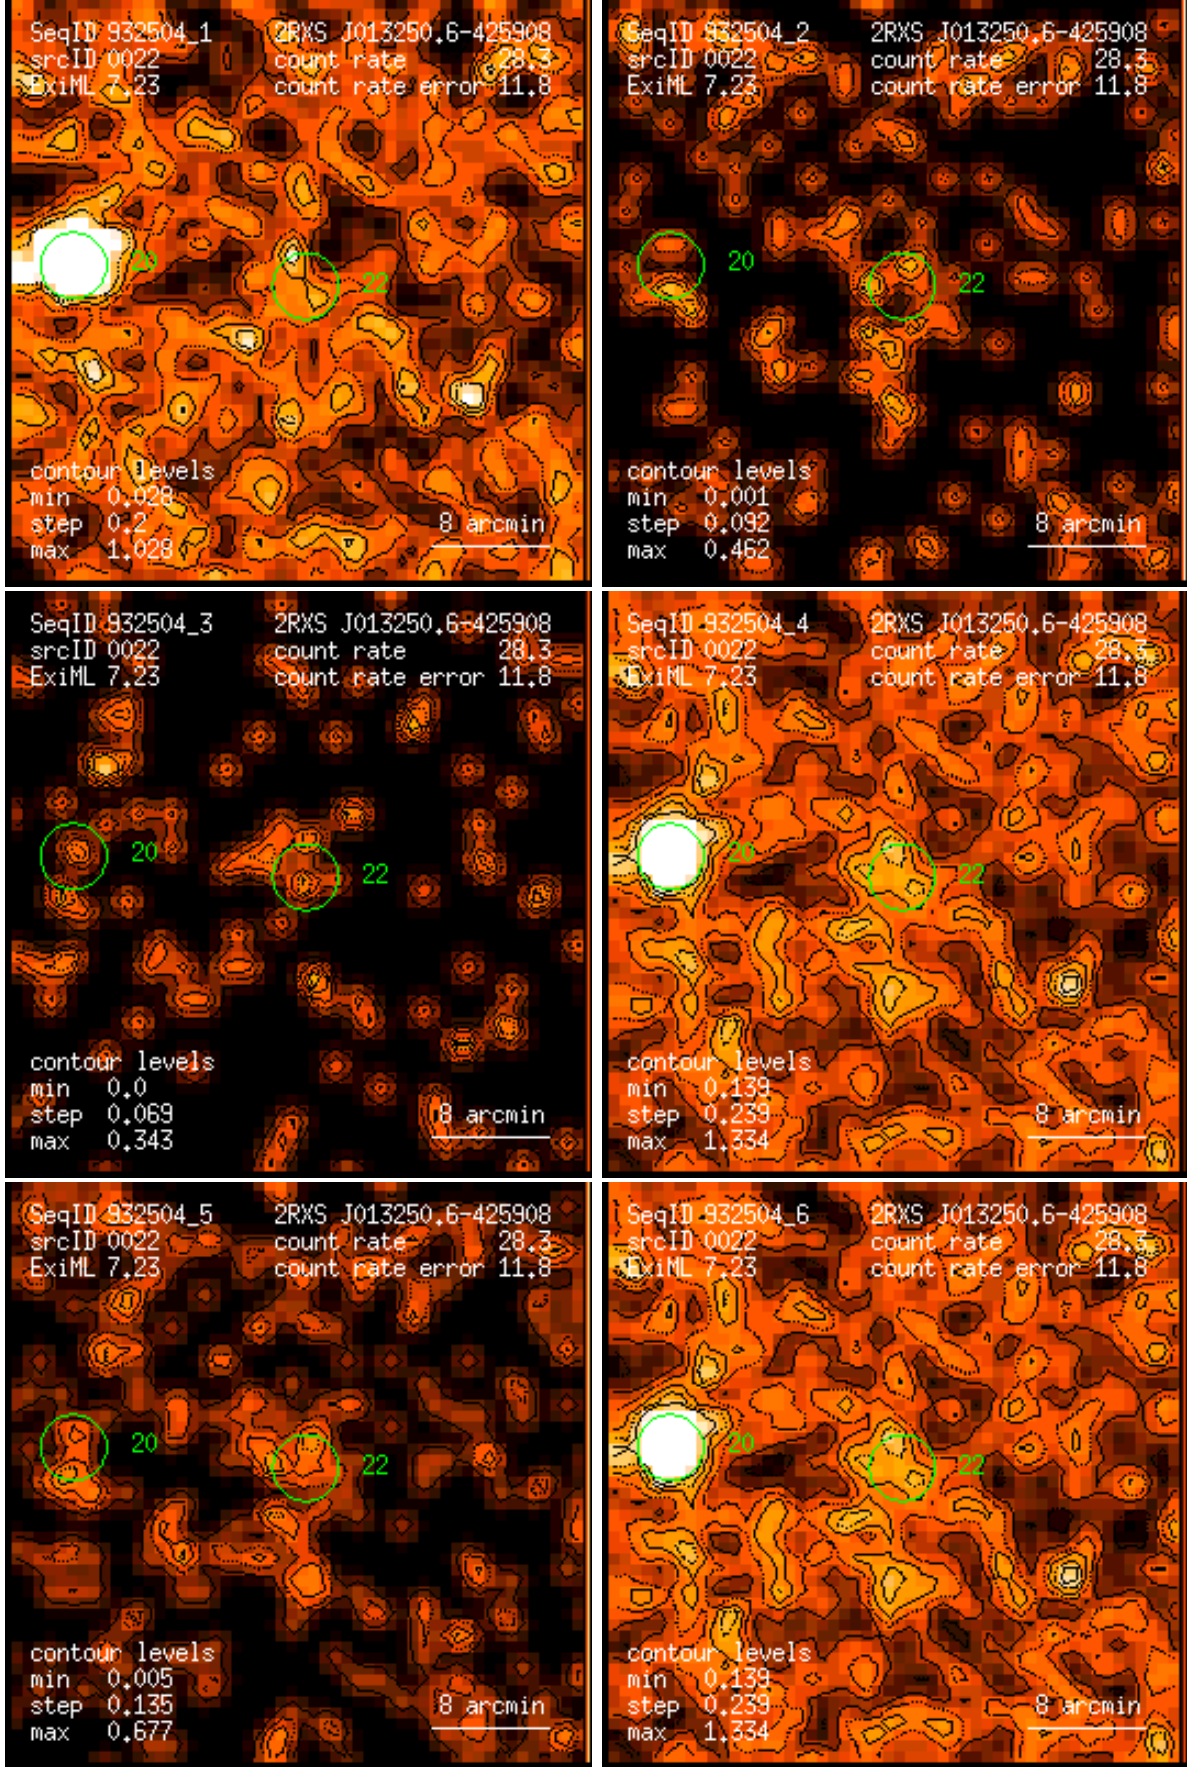 SeqID 932504_1 2RXS J013250.6-425908
srcID 0022 count rate 28.3
ExiML 7.23 count rate error 11.8
20
22
contour levels
min 0.028
step 0.2
max 1.028
8 arcmin
SeqID 932504_2 2RXS J013250.6-425908
srcID 0022 count rate 28.3
ExiML 7.23 count rate error 11.8
20
22
contour levels
min 0.001
step 0.092
max 0.462
8 arcmin
SeqID 932504_3 2RXS J013250.6-425908
srcID 0022 count rate 28.3
ExiML 7.23 count rate error 11.8
20
22
contour levels
min 0.0
step 0.069
max 0.343
8 arcmin
SeqID 932504_4 2RXS J013250.6-425908
srcID 0022 count rate 28.3
ExiML 7.23 count rate error 11.8
20
22
contour levels
min 0.139
step 0.239
max 1.334
8 arcmin
SeqID 932504_5 2RXS J013250.6-425908
srcID 0022 count rate 28.3
ExiML 7.23 count rate error 11.8
20
22
contour levels
min 0.005
step 0.135
max 0.677
8 arcmin
SeqID 932504_6 2RXS J013250.6-425908
srcID 0022 count rate 28.3
ExiML 7.23 count rate error 11.8
20
22
contour levels
min 0.139
step 0.239
max 1.334
8 arcmin